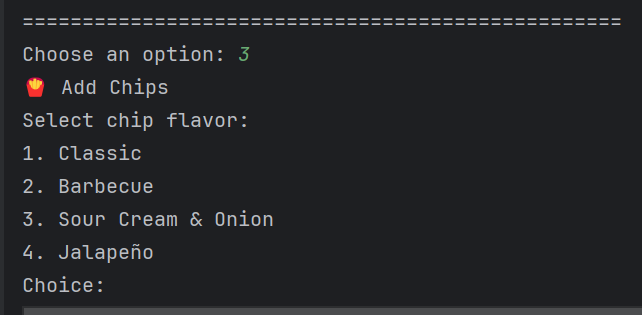 ==================================================
Choose an option: 3
🍟 Add Chips
Select chip flavor:
1. Classic
2. Barbecue
3. Sour Cream & Onion
4. Jalapeño
Choice: